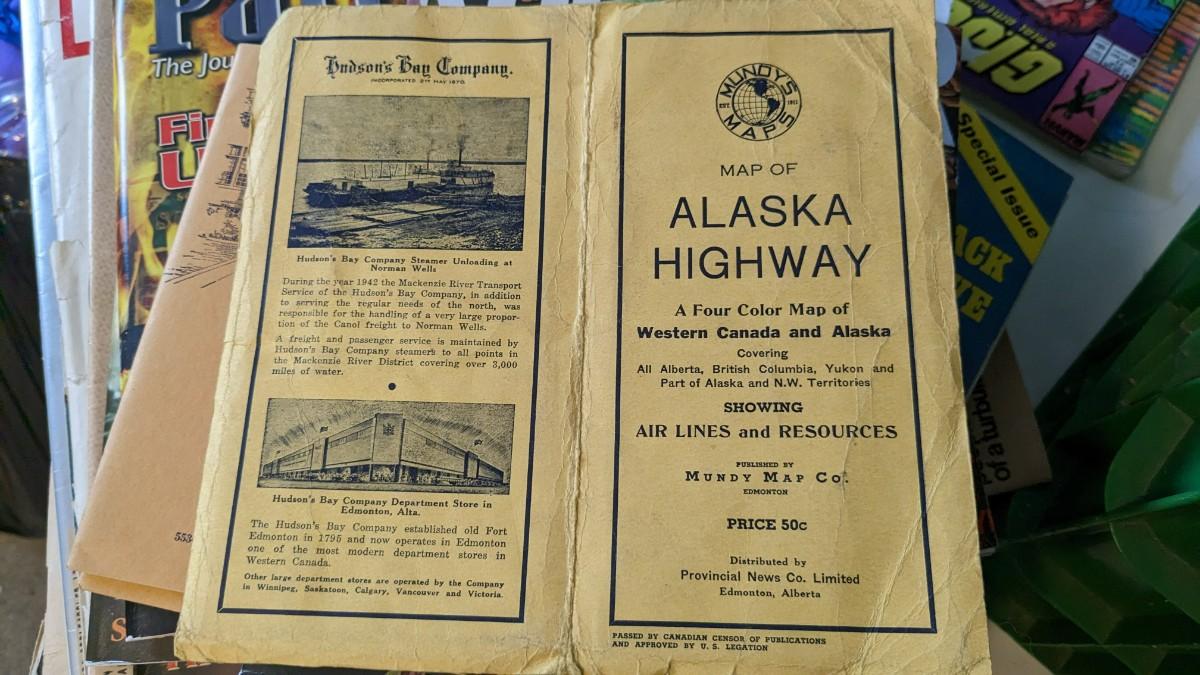 Hudson's Bay Company.
INCORPORATED 2ND MAY 1670.
Hudson's Bay Company Steamer Unloading at
Norman Wells
During the year 1942 the Mackenzie River Transport
Service of the Hudson's Bay Company, in addition
to serving the regular needs of the north, was
responsible for the handling of a very large propor-
tion of the Canol freight to Norman Wells.
A freight and passenger service is maintained by
Hudson's Bay Company steamers to all points in
the Mackenzie River District covering over 3,000
miles of water.
Hudson's Bay Company Department Store in
Edmonton, Alta.
The Hudson's Bay Company established old Fort
Edmonton in 1795 and now operates in Edmonton
one of the most modern department stores in
Western Canada.
Other large department stores are operated by the Company
in Winnipeg, Saskatoon, Calgary, Vancouver and Victoria.
MUNDY'S
EST. 1911
MAPS
MAP OF
ALASKA
HIGHWAY
A Four Color Map of
Western Canada and Alaska
Covering
All Alberta, British Columbia, Yukon and
Part of Alaska and N.W. Territories
SHOWING
AIR LINES and RESOURCES
PUBLISHED BY
MUNDY MAP CO.
EDMONTON
PRICE 50c
Distributed by
Provincial News Co. Limited
Edmonton, Alberta
PASSED BY CANADIAN CENSOR OF PUBLICATIONS
AND APPROVED BY U. S. LEGATION
The Jou
Fi
U
553
Special Issue
ACK
of a turbu